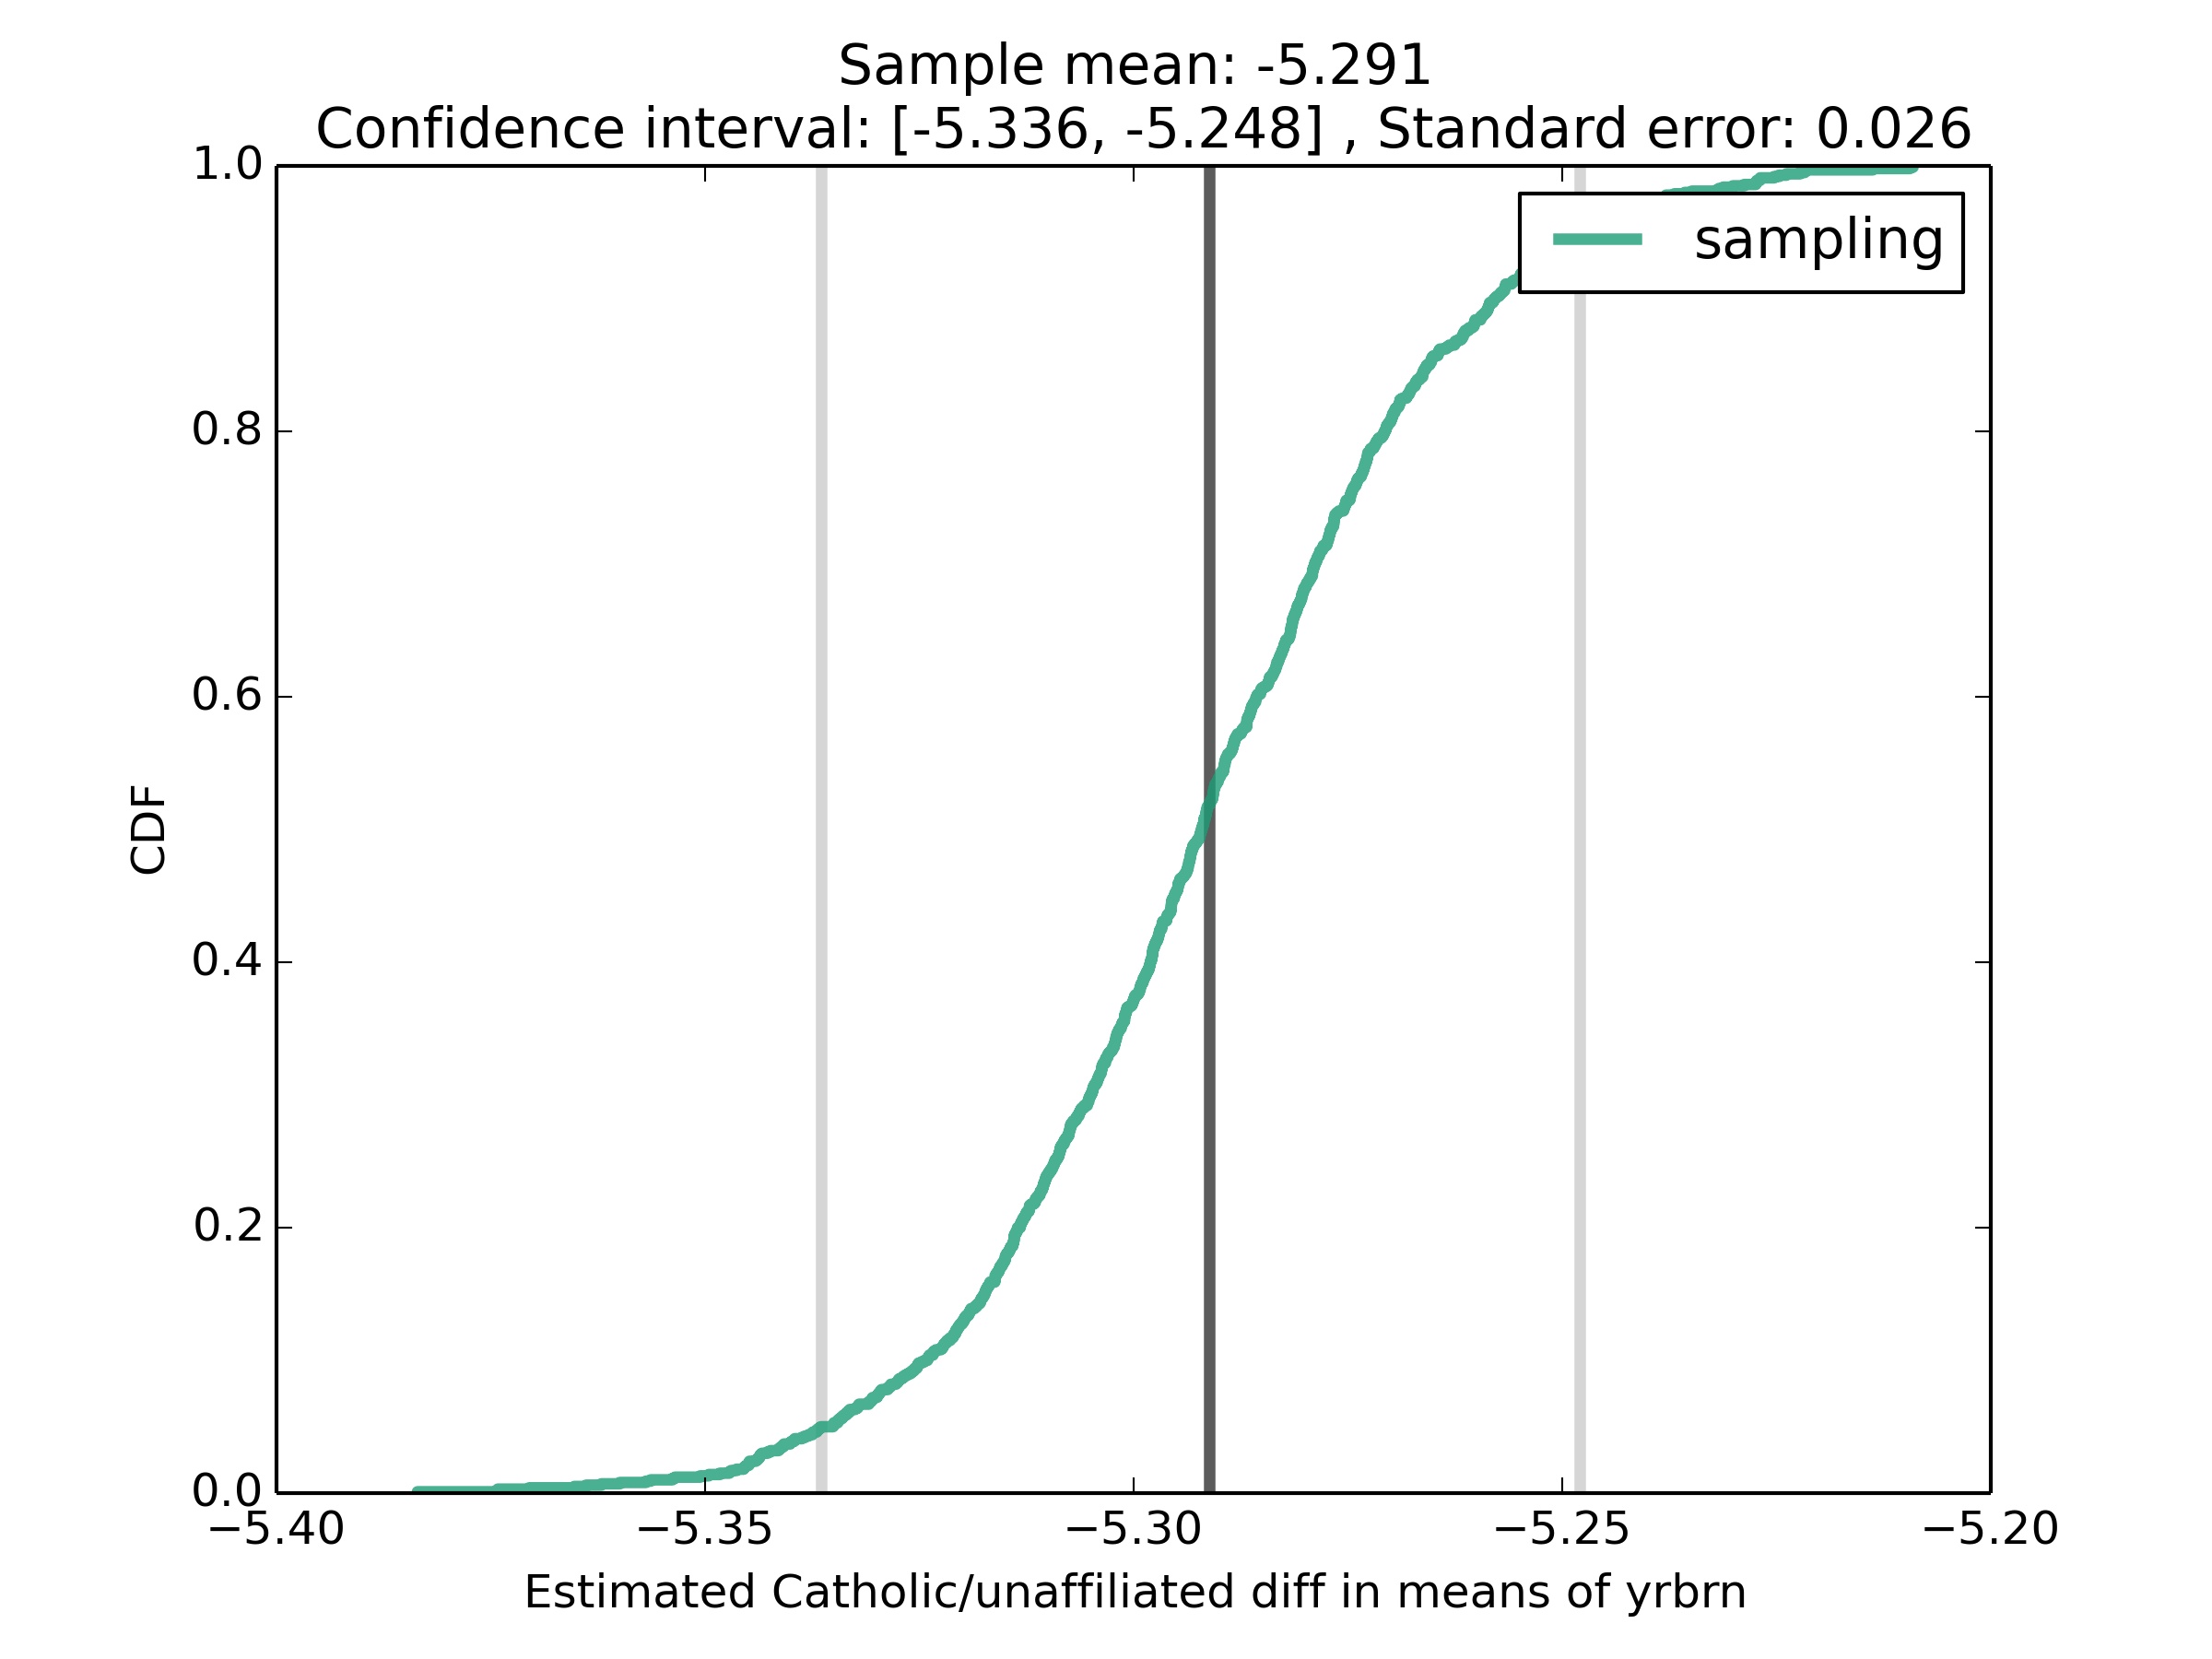 Sample mean: -5.291
Confidence interval: [-5.336, -5.248] , Standard error: 0.026
1.0
sampling
0.8
0.6
CDF
0.4
0.2
0.0
−5.40 −5.35 −5.30 −5.25 −5.20
Estimated Catholic/unaffiliated diff in means of yrbrn